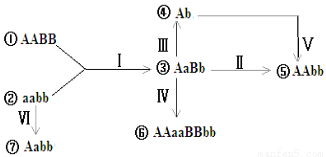 ④ Ab
① AABB
Ⅲ
Ⅴ
Ⅰ
③ AaBb
Ⅱ
⑤ AAbb
② aabb
Ⅳ
Ⅵ
⑦ Aabb
⑥ AAaaBBbb